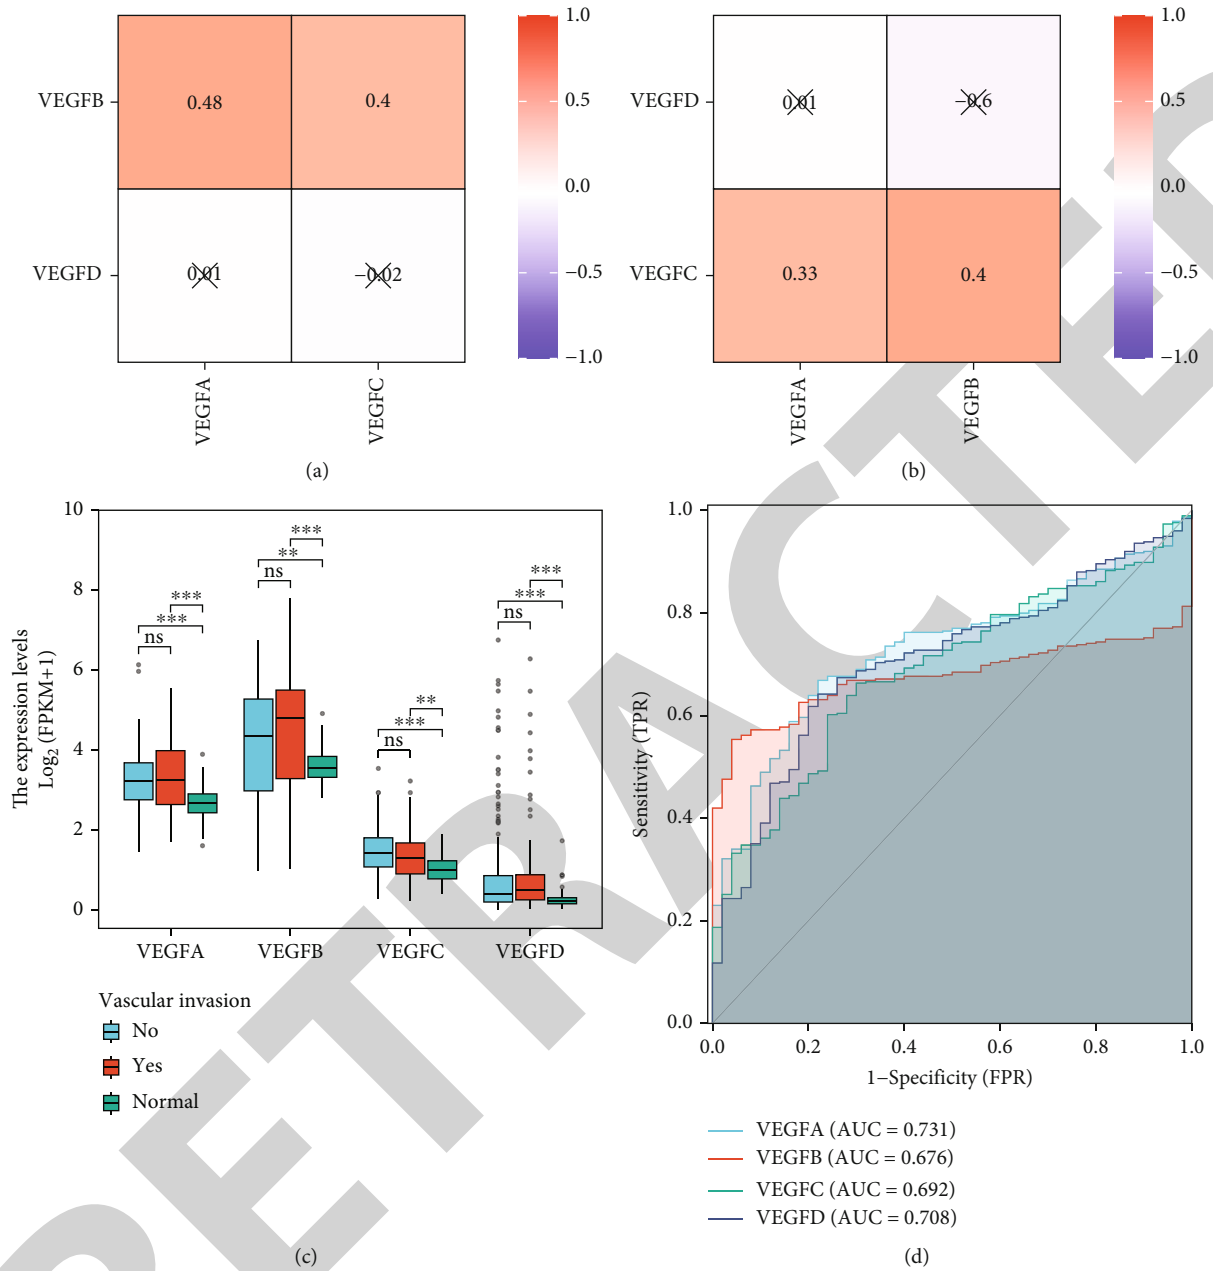 1.0
0.5
0.0
−0.5
−1.0
VEGFB
VEGFD
0.48
0.4
0.01
−0.02
VEGFA
VEGFC
(a)
1.0
0.5
0.0
−0.5
−1.0
VEGFD
VEGFC
0.01
−0.6
0.33
0.4
VEGFA
VEGFB
(b)
The expression levels
Log2 (FPKM+1)
10
8
6
4
2
0
ns
***
***
ns
**
***
ns
***
**
ns
***
***
VEGFA
VEGFB
VEGFC
VEGFD
Vascular invasion
No
Yes
Normal
(c)
Sensitivity (TPR)
1.0
0.8
0.6
0.4
0.2
0.0
0.0
0.2
0.4
0.6
0.8
1.0
1−Specificity (FPR)
VEGFA (AUC = 0.731)
VEGFB (AUC = 0.676)
VEGFC (AUC = 0.692)
VEGFD (AUC = 0.708)
(d)
RETRACTED